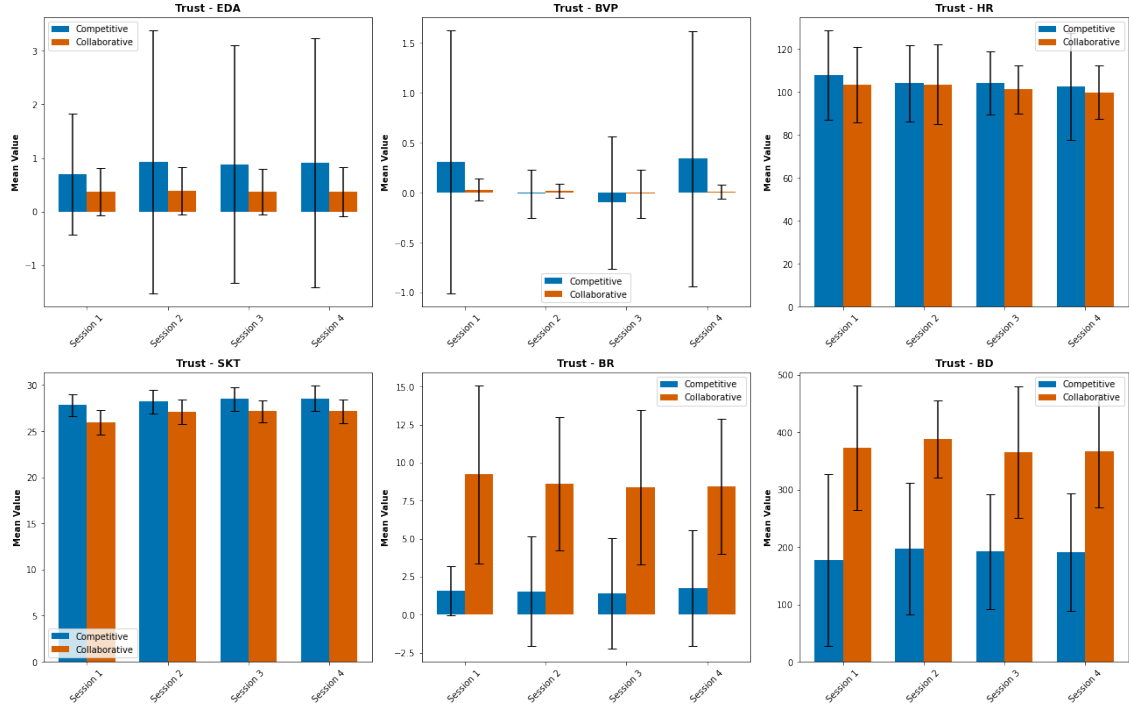 Trust - EDA
Mean Value
3
2
1
0
−1
Competitive
Collaborative
Session 1
Session 2
Session 3
Session 4
Trust - BVP
Mean Value
1.5
1.0
0.5
0.0
−0.5
−1.0
Competitive
Collaborative
Session 1
Session 2
Session 3
Session 4
Trust - HR
Mean Value
120
100
80
60
40
20
0
Competitive
Collaborative
Session 1
Session 2
Session 3
Session 4
Trust - SKT
Mean Value
30
25
20
15
10
5
0
Competitive
Collaborative
Session 1
Session 2
Session 3
Session 4
Trust - BR
Mean Value
15.0
12.5
10.0
7.5
5.0
2.5
0.0
−2.5
Competitive
Collaborative
Session 1
Session 2
Session 3
Session 4
Trust - BD
Mean Value
500
400
300
200
100
0
Competitive
Collaborative
Session 1
Session 2
Session 3
Session 4